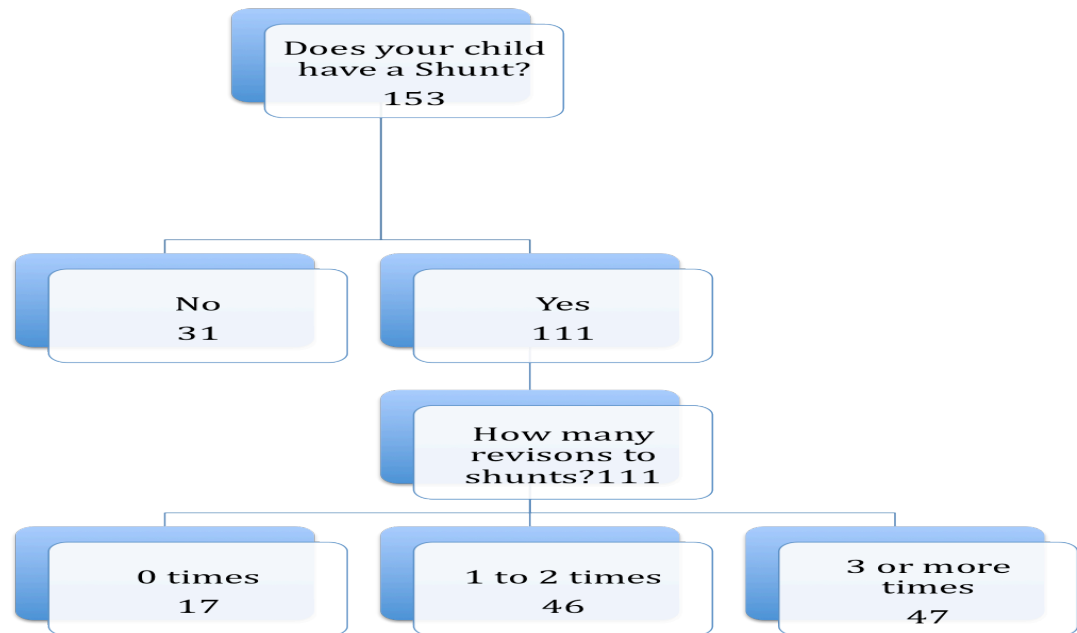 Does your child
have a Shunt?
153
No
31
Yes
111
How many
revisons to
shunts?111
0 times
17
1 to 2 times
46
3 or more
times
47